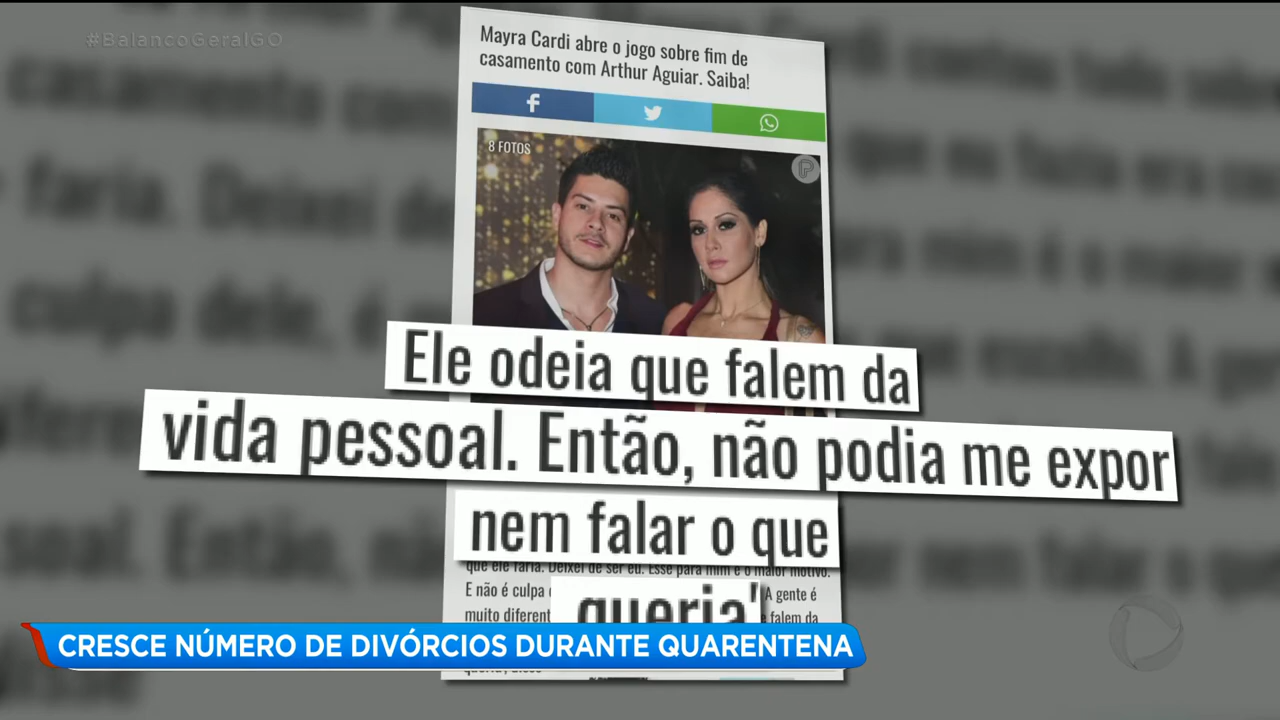 #BalancoGeralGO
Mayra Cardi abre o jogo sobre fim de
casamento com Arthur Aguiar. Saiba!
8 FOTOS
Ele odeia que falem da
vida pessoal. Então, não podia me expor
nem falar o que
queria'
que ele faria. Deixei de ser eu. Esse para mim é o maior motivo.
E não é culpa
A gente é
muito diferent
e falem da
CRESCE NÚMERO DE DIVÓRCIOS DURANTE QUARENTENA